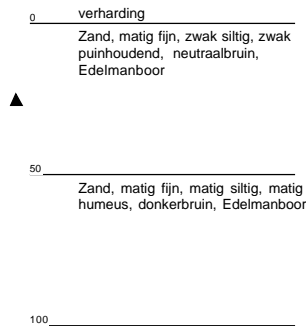 0
verharding
Zand, matig fijn, zwak siltig, zwak
puinhoudend, neutraalbruin,
Edelmanboor
50
Zand, matig fijn, matig siltig, matig
humeus, donkerbruin, Edelmanboor
100